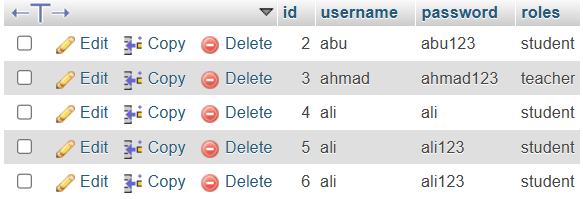 id username password roles
Edit Copy Delete 2 abu abu123 student
Edit Copy Delete 3 ahmad ahmad123 teacher
Edit Copy Delete 4 ali ali student
Edit Copy Delete 5 ali ali123 student
Edit Copy Delete 6 ali ali123 student